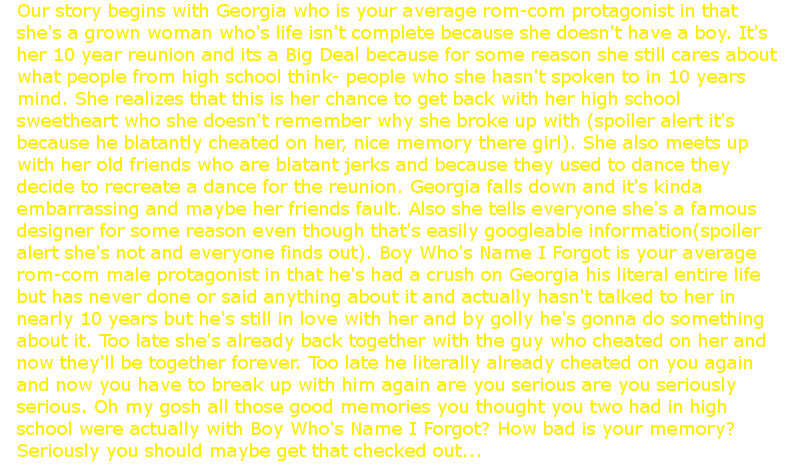 Our story begins with Georgia who is your average rom-com protagonist in that
she's a grown woman who's life isn't complete because she doesn't have a boy. It's
her 10 year reunion and its a Big Deal because for some reason she still cares about
what people from high school think- people who she hasn't spoken to in 10 years
mind. She realizes that this is her chance to get back with her high school
sweetheart who she doesn't remember why she broke up with (spoiler alert it's
because he blatantly cheated on her, nice memory there girl). She also meets up
with her old friends who are blatant jerks and because they used to dance they
decide to recreate a dance for the reunion. Georgia falls down and it's kinda
embarrassing and maybe her friends fault. Also she tells everyone she's a famous
designer for some reason even though that's easily googleable information(spoiler
alert she's not and everyone finds out). Boy Who's Name I Forgot is your average
rom-com male protagonist in that he's had a crush on Georgia his literal entire life
but has never done or said anything about it and actually hasn't talked to her in
nearly 10 years but he's still in love with her and by golly he's gonna do something
about it. Too late she's already back together with the guy who cheated on her and
now they'll be together forever. Too late he literally already cheated on you again
and now you have to break up with him again are you serious are you seriously
serious. Oh my gosh all those good memories you thought you two had in high
school were actually with Boy Who's Name I Forgot? How bad is your memory?
Seriously you should maybe get that checked out...